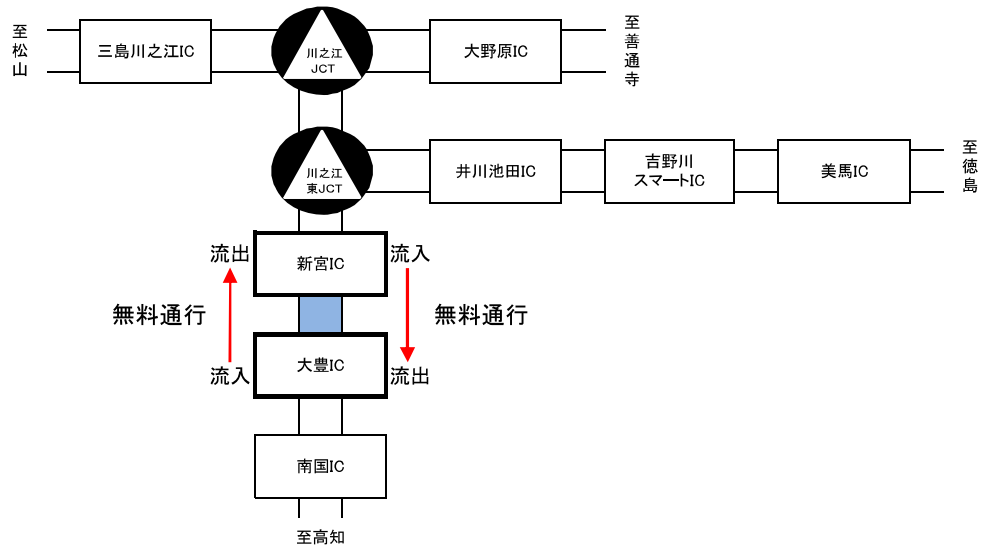 至松山
三島川之江IC
川之江
JCT
大野原IC
至善通寺
川之江
東JCT
井川池田IC
吉野川
スマートIC
美馬IC
至徳島
流出
新宮IC
流入
無料通行
無料通行
流入
大豊IC
流出
南国IC
至高知